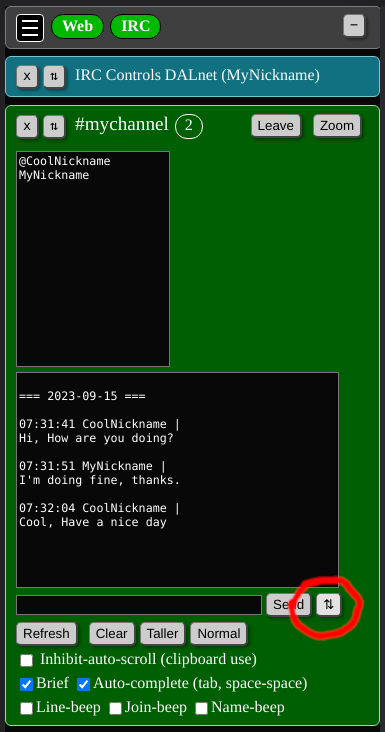 Web IRC –
X ⇅ IRC Controls DALnet (MyNickname)
X ⇅ #mychannel 2 Leave Zoom
@CoolNickname
MyNickname
=== 2023-09-15 ===
07:31:41 CoolNickname |
Hi, How are you doing?
07:31:51 MyNickname |
I'm doing fine, thanks.
07:32:04 CoolNickname |
Cool, Have a nice day
Send ⇅
Refresh Clear Taller Normal
Inhibit-auto-scroll (clipboard use)
Brief Auto-complete (tab, space-space)
Line-beep Join-beep Name-beep